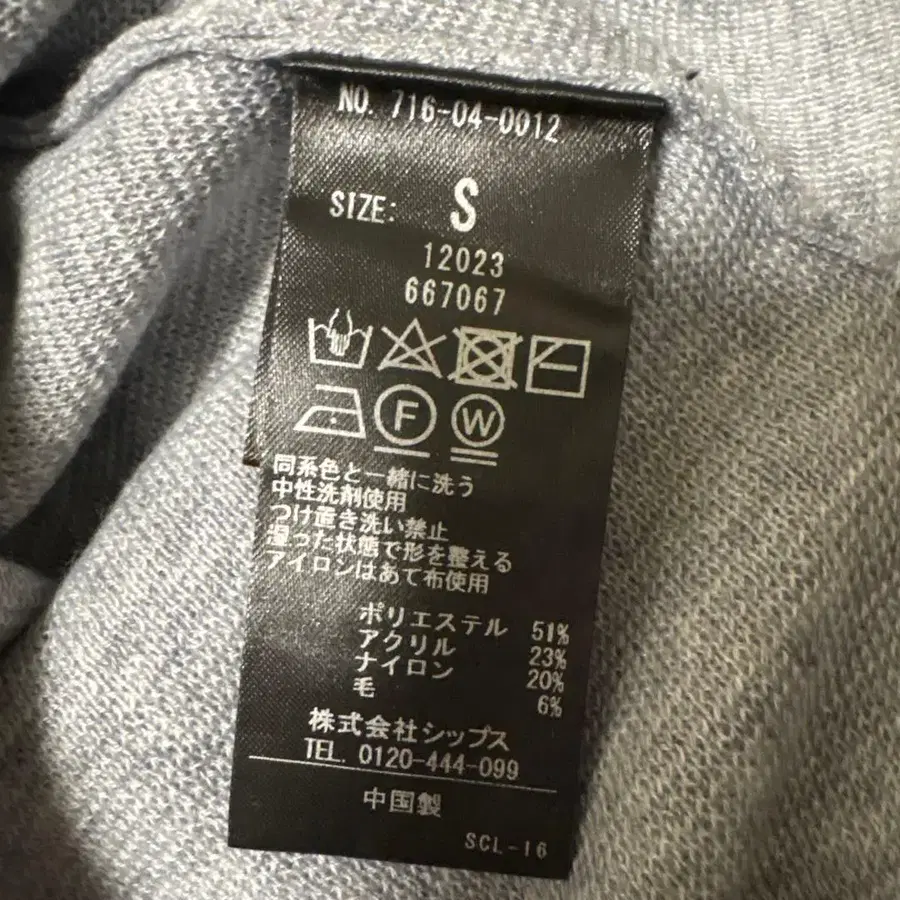 NO. 716-04-0012
SIZE: S
12023
667067
F W
同系色と一緒に洗う
中性洗剤使用
つけ置き洗い禁止
湿った状態で形を整える
アイロンはあて布使用
ポリエステル 51%
アクリル 23%
ナイロン 20%
毛 6%
株式会社シップス
TEL. 0120-444-099
中国製
SCL-16